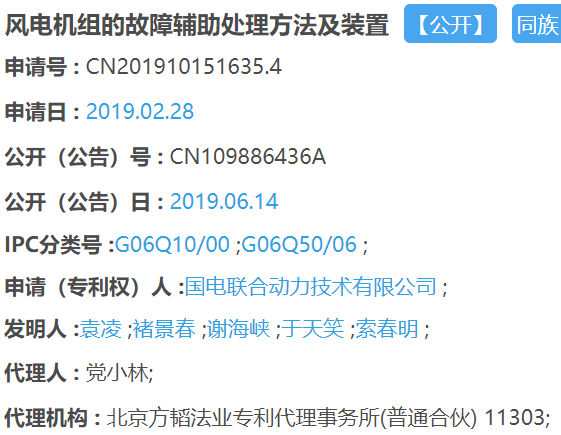 风电机组的故障辅助处理方法及装置 【公开】 同族
申请号：CN201910151635.4
申请日：2019.02.28
公开（公告）号：CN109886436A
公开（公告）日：2019.06.14
IPC分类号 :G06Q10/00 ;G06Q50/06 ;
申请（专利权）人 :国电联合动力技术有限公司 ;
发明人 :袁凌 ;褚景春 ;谢海峡 ;于天笑 ;索春明 ;
代理人：党小林;
代理机构：北京方韬法业专利代理事务所(普通合伙) 11303;